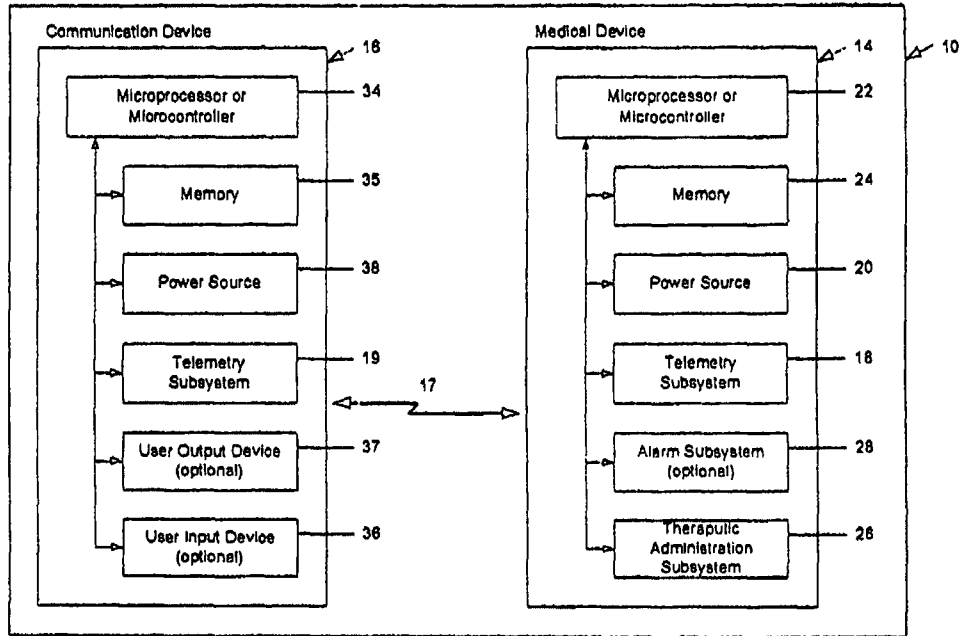 Communication Device
16
Microprocessor or
Microcontroller
34
Memory
35
Power Source
38
Telemetry
Subsystem
19
User Output Device
(optional)
37
User Input Device
(optional)
36
17
Medical Device
14
10
Microprocessor or
Microcontroller
22
Memory
24
Power Source
20
Telemetry
Subsystem
18
Alarm Subsystem
(optional)
28
Theraputic
Administration
Subsystem
26